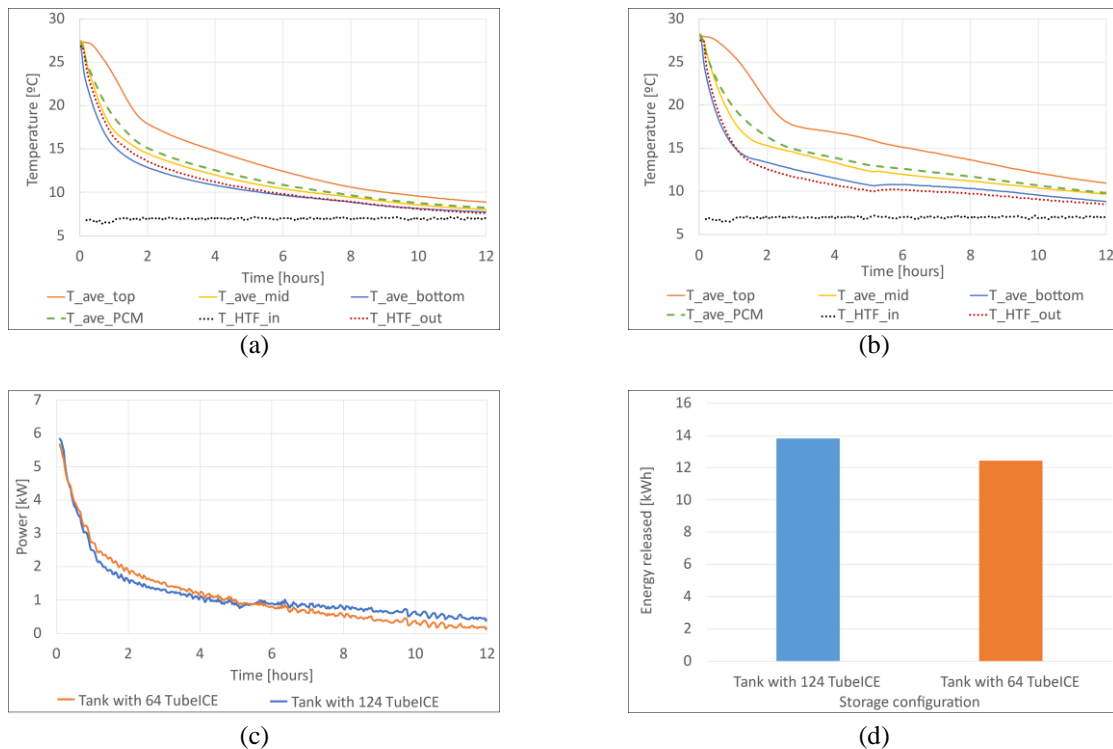 30
25
20
15
10
5
0 2 4 6 8 10 12
Temperature [ºC]
Time [hours]
T_ave_top T_ave_mid T_ave_bottom
T_ave_PCM T_HTF_in T_HTF_out
(a)
30
25
20
15
10
5
0 2 4 6 8 10 12
Temperature [ºC]
Time [hours]
T_ave_top T_ave_mid T_ave_bottom
T_ave_PCM T_HTF_in T_HTF_out
(b)
7
6
5
4
3
2
1
0
0 2 4 6 8 10 12
Power [kW]
Time [hours]
Tank with 64 TubeICE Tank with 124 TubeICE
(c)
16
14
12
10
8
6
4
2
0
Energy released [kWh]
Tank with 124 TubeICE Tank with 64 TubeICE
Storage configuration
(d)